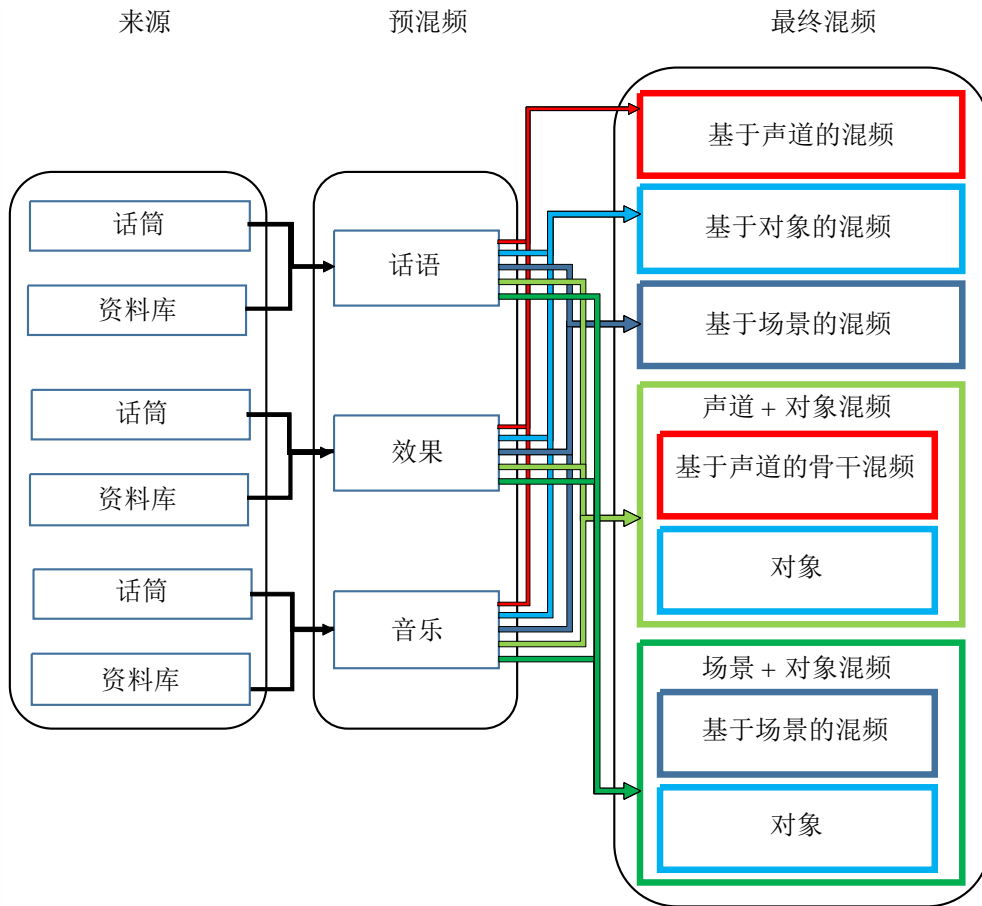 来源
预混频
最终混频
话筒
资料库
话筒
资料库
话筒
资料库
话语
效果
音乐
基于声道的混频
基于对象的混频
基于场景的混频
声道 + 对象混频
基于声道的骨干混频
对象
场景 + 对象混频
基于场景的混频
对象